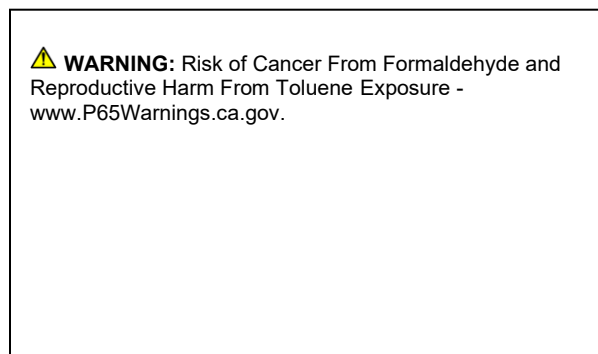 ⚠ WARNING: Risk of Cancer From Formaldehyde and
Reproductive Harm From Toluene Exposure -
www.P65Warnings.ca.gov.